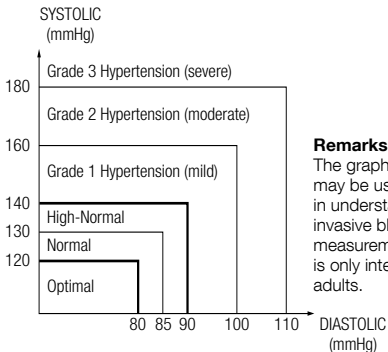 SYSTOLIC
(mmHg)
Grade 3 Hypertension (severe)
180
Grade 2 Hypertension (moderate)
160
Grade 1 Hypertension (mild)
140
High-Normal
130
Normal
120
Optimal
80 85 90 100 110
DIASTOLIC
(mmHg)
Remarks
The graph
may be us
in underst
invasive bl
measurem
is only inte
adults.